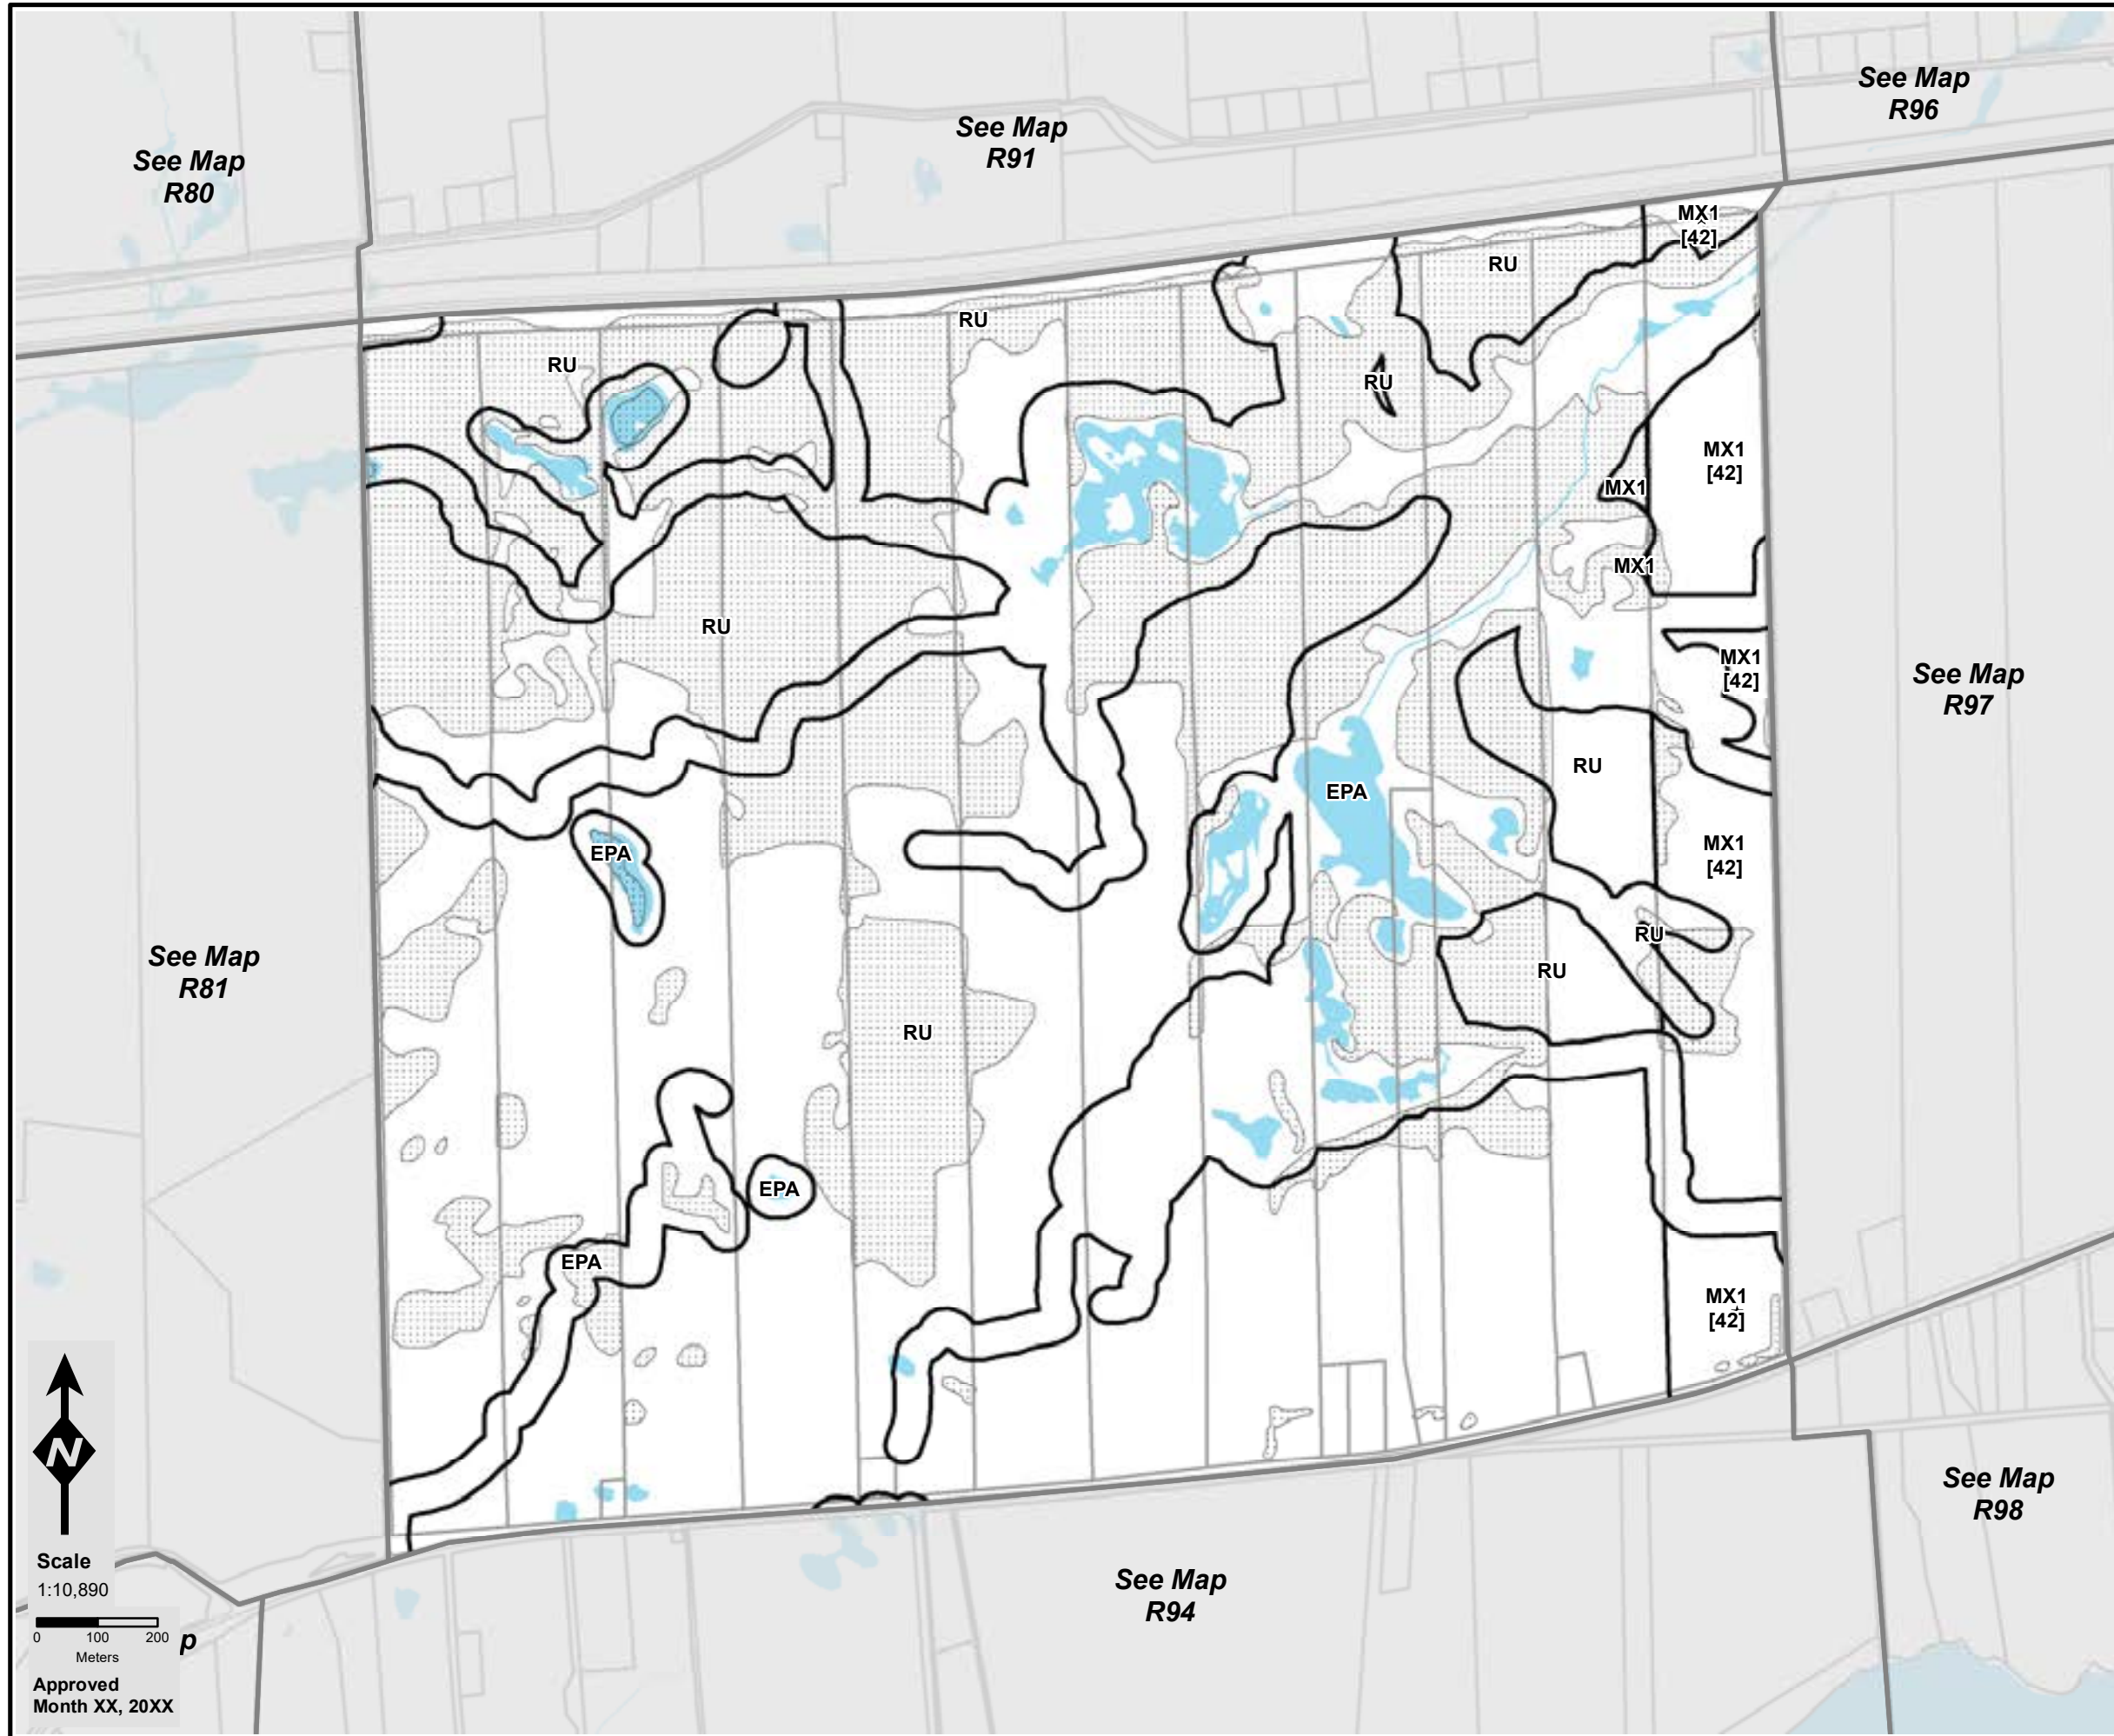 See Map
R96
See Map
R91
See Map
R80
MX1
[42]
RU
RU
RU
RU
MX1
[42]
MX1
MX1
RU
MX1
[42]
See Map
R97
RU
EPA
MX1
[42]
EPA
RU
See Map
R81
RU
RU
EPA
EPA
MX1
[42]
N
See Map
R98
Scale
1:10,890
See Map
R94
0 100 200
p
Meters
Approved
Month XX, 20XX